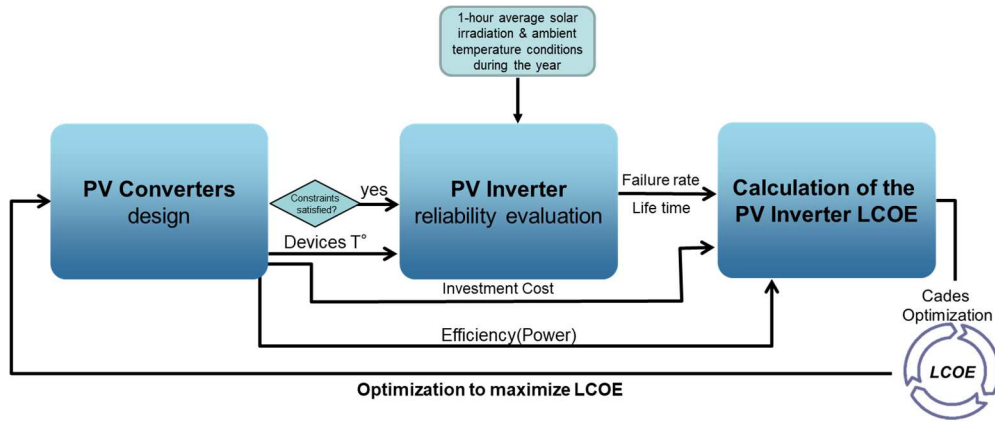 1-hour average solar
irradiation & ambient
temperature conditions
during the year
PV Converters
design
Constraints
satisfied?
yes
Devices T°
PV Inverter
reliability evaluation
Failure rate
Life time
Calculation of the
PV Inverter LCOE
Investment Cost
Efficiency(Power)
Cades
Optimization
LCOE
Optimization to maximize LCOE